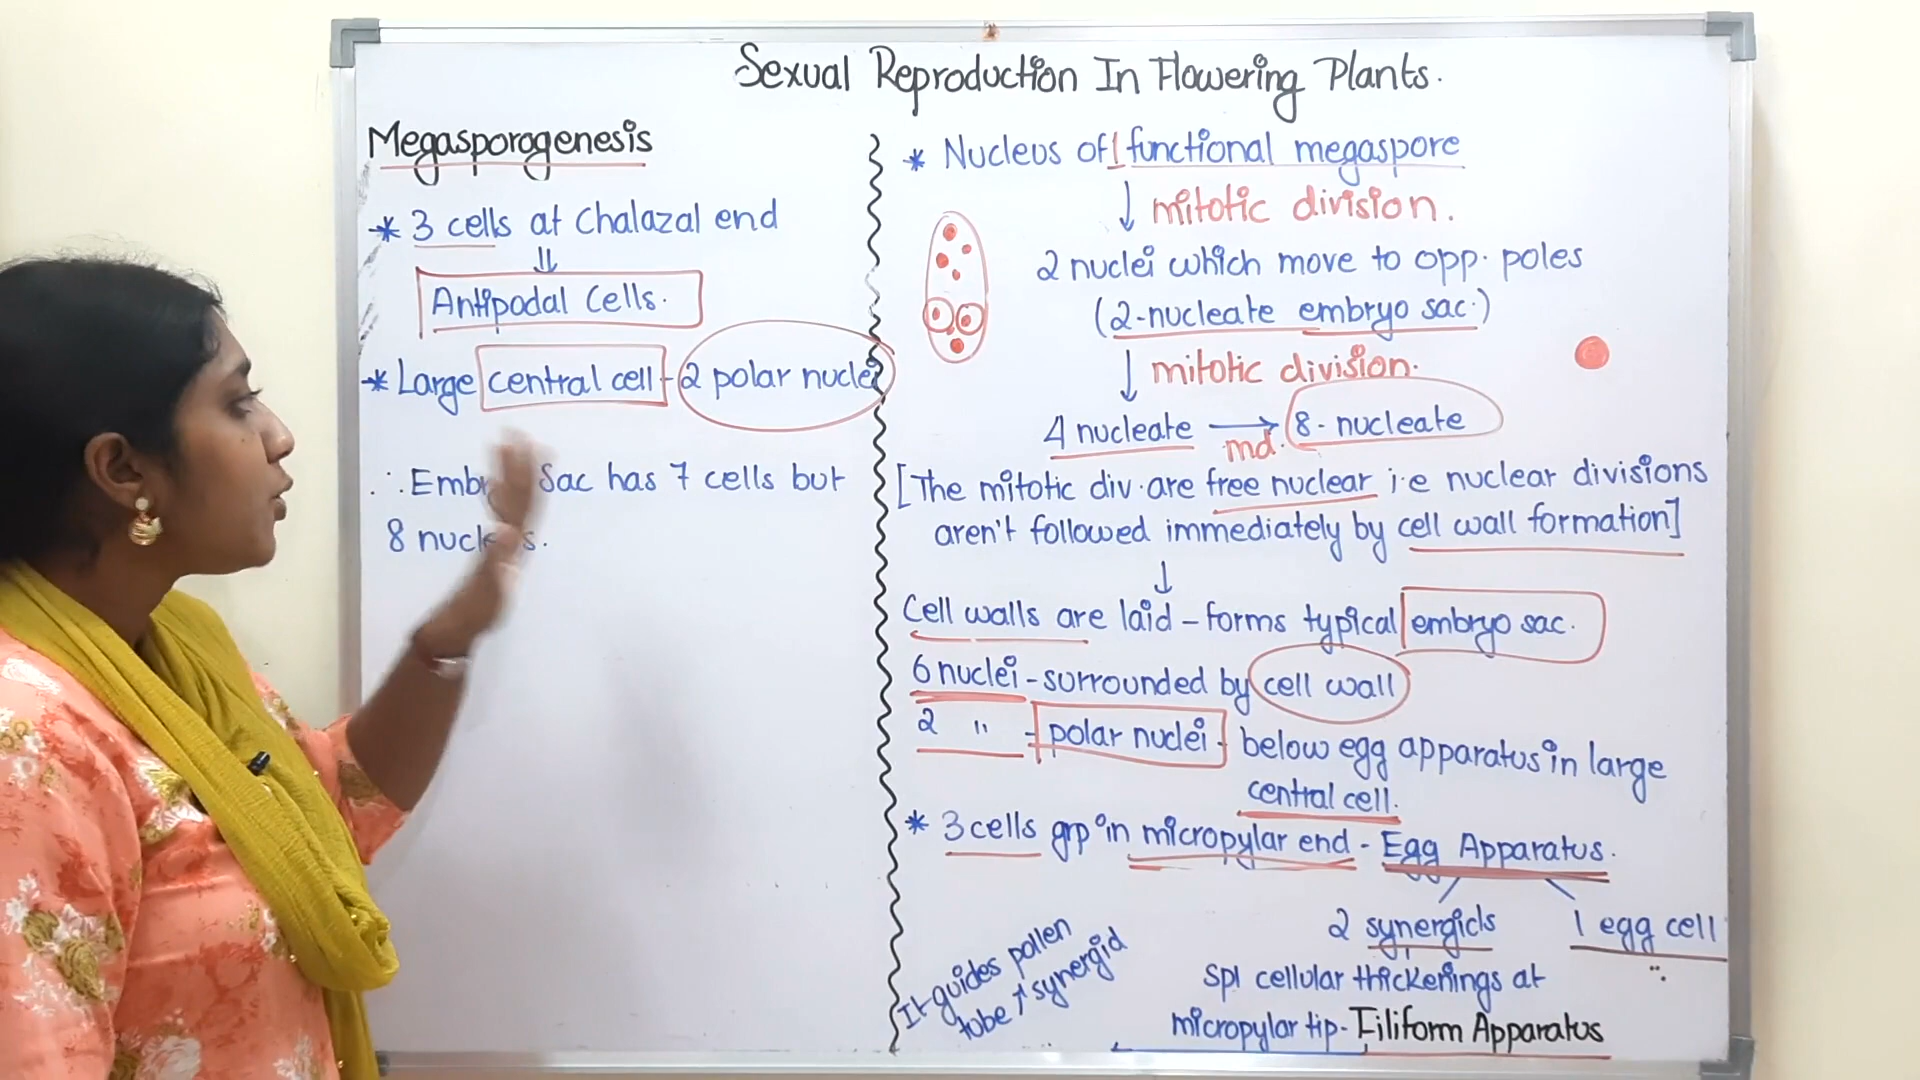 Sexual Reproduction In Flowering Plants.
Megasporogenesis
* 3 cells at Chalazal end
Antipodal Cells.
* Large central cell - 2 polar nuclei
∴ Embryo Sac has 7 cells but
8 nucleus.
* Nucleus of 1 functional megaspore
↓ mitotic division.
2 nuclei which move to opp. poles
(2-nucleate embryo sac.)
↓ mitotic division.
4 nucleate → 8-nucleate
md.
[The mitotic div. are free nuclear i.e nuclear divisions
aren't followed immediately by cell wall formation]
↓
Cell walls are laid - forms typical embryo sac.
6 nuclei - surrounded by cell wall
2 " - polar nuclei - below egg apparatus in large
central cell.
* 3 cells grp in micropylar end - Egg Apparatus.
2 synergids 1 egg cell
Spl cellular thickenings at
micropylar tip - Filiform Apparatus
It guides pollen
tube → synergid